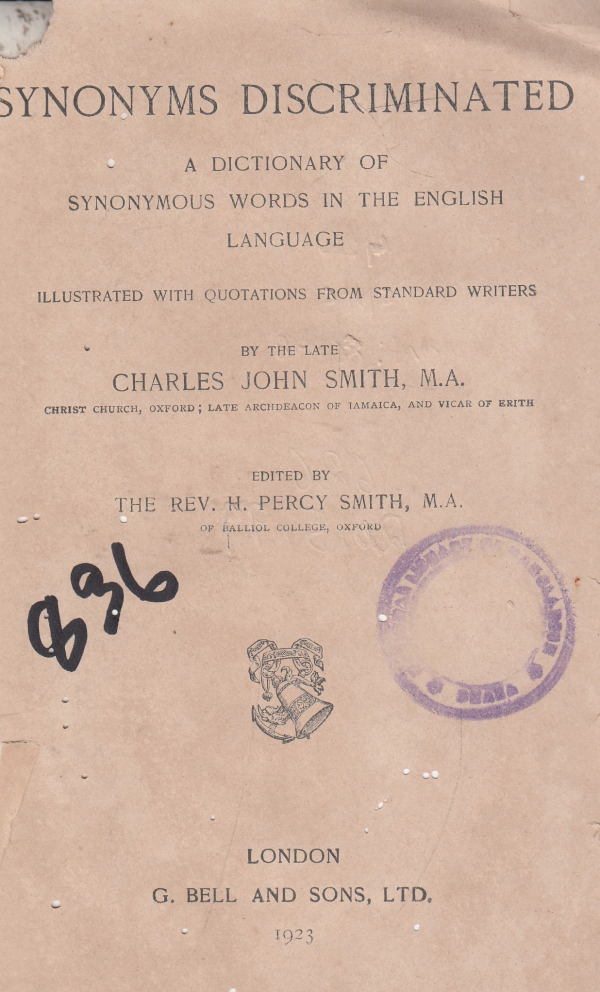 SYNONYMS DISCRIMINATED
A DICTIONARY OF
SYNONYMOUS WORDS IN THE ENGLISH
LANGUAGE
ILLUSTRATED WITH QUOTATIONS FROM STANDARD WRITERS
BY THE LATE
CHARLES JOHN SMITH, M.A.
CHRIST CHURCH, OXFORD; LATE ARCHDEACON OF JAMAICA, AND VICAR OF ERITH
EDITED BY
THE REV. H. PERCY SMITH, M.A.
OF BALLIOL COLLEGE, OXFORD
836
LONDON
G. BELL AND SONS, LTD.
1923